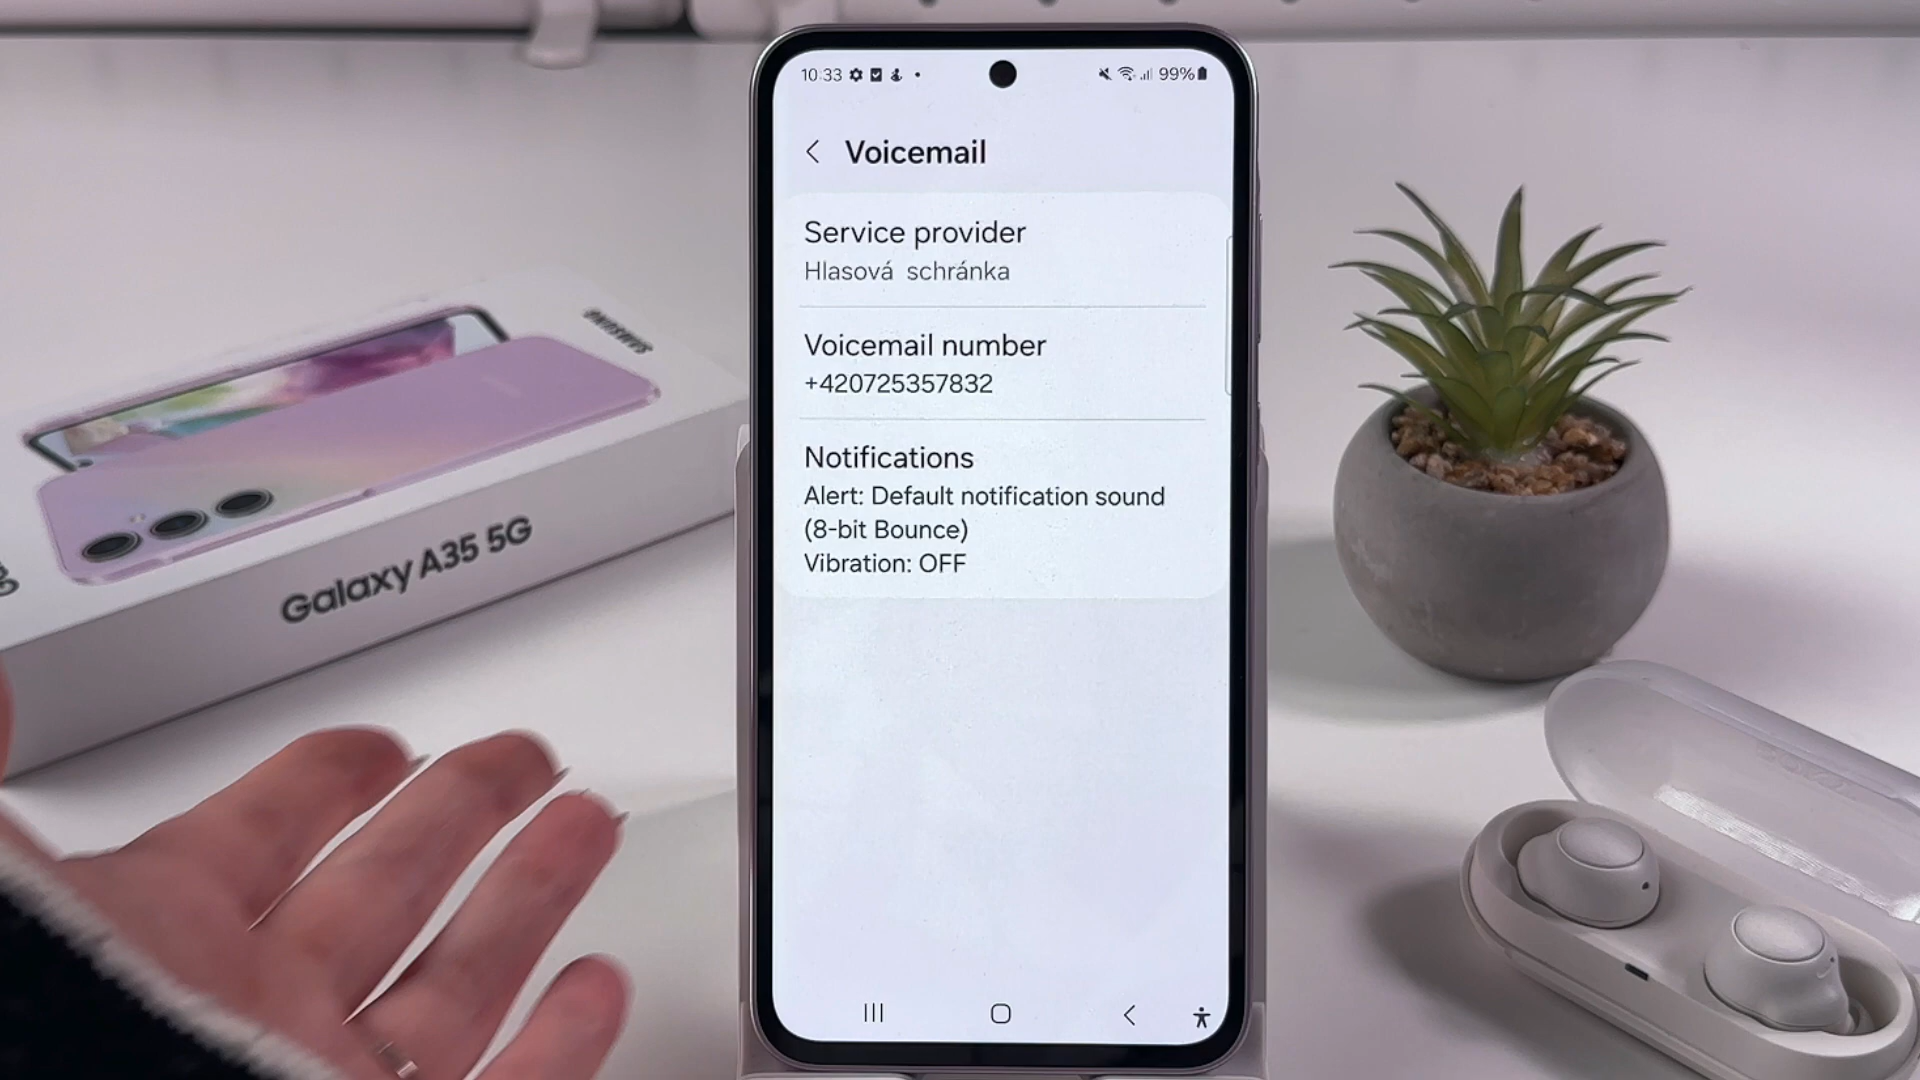 10:33
99%
Voicemail
Service provider
Hlasová schránka
Voicemail number
+420725357832
Notifications
Alert: Default notification sound
(8-bit Bounce)
Vibration: OFF
SAMSUNG
Galaxy A35 5G